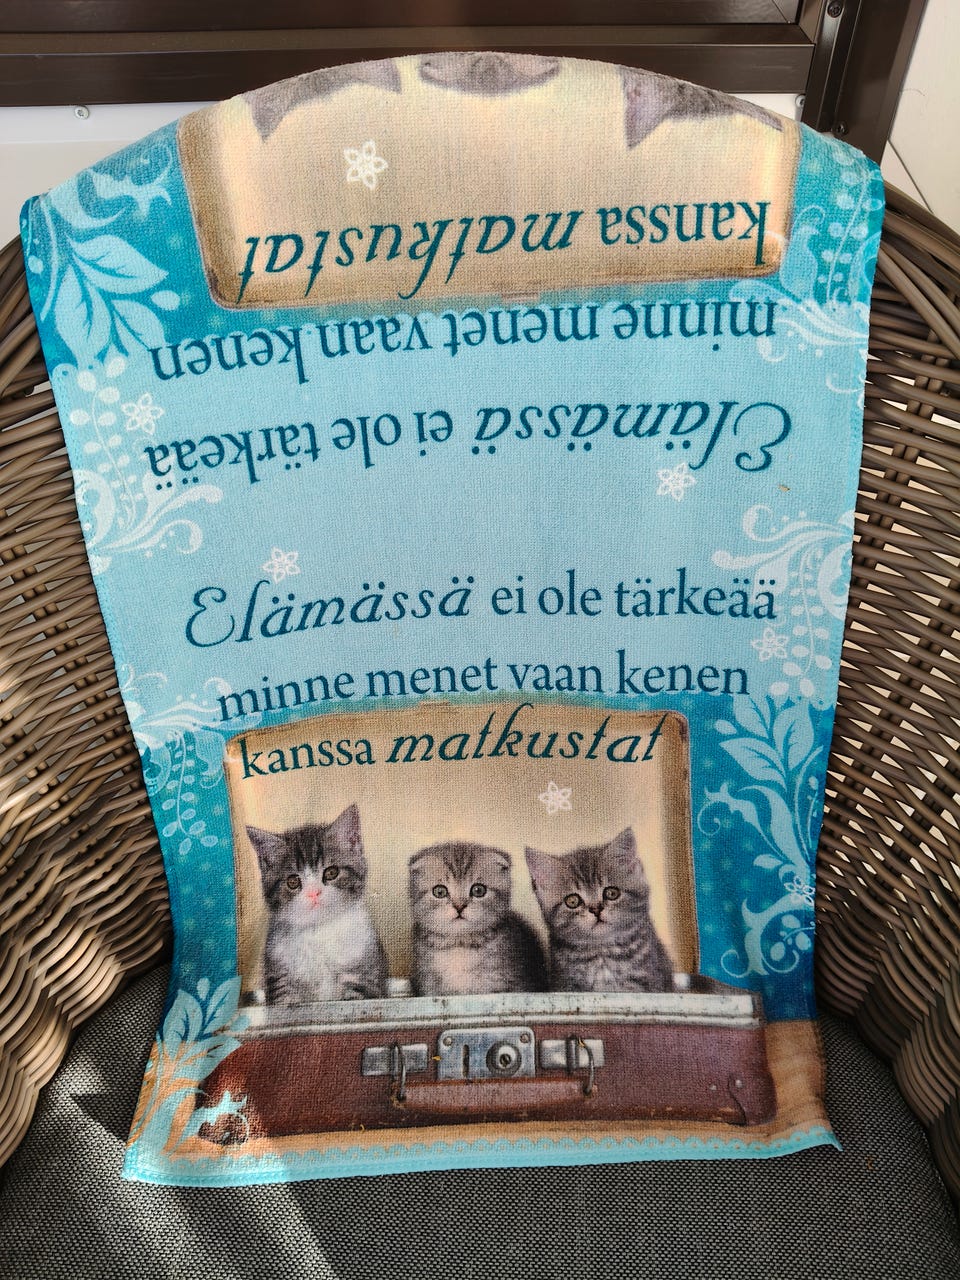 kanssa matkustat
minne menet vaan kenen
Elämässä ei ole tärkeää
Elämässä ei ole tärkeää
minne menet vaan kenen
kanssa matkustat